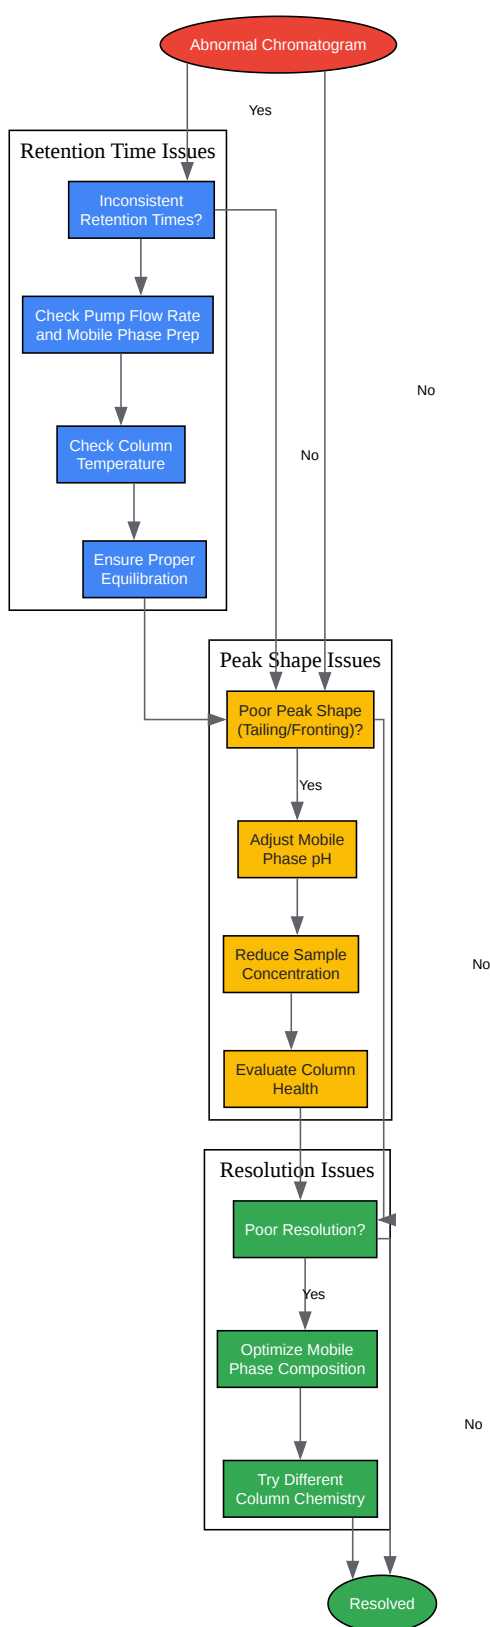 Abnormal Chromatogram
Yes
Retention Time Issues
Inconsistent
Retention Times?
Check Pump Flow Rate
and Mobile Phase Prep
No
Check Column
Temperature
No
Ensure Proper
Equilibration
Peak Shape Issues
Poor Peak Shape
(Tailing/Fronting)?
Yes
Adjust Mobile
Phase pH
Reduce Sample
Concentration
No
Evaluate Column
Health
Resolution Issues
Poor Resolution?
Yes
Optimize Mobile
Phase Composition
No
Try Different
Column Chemistry
Resolved